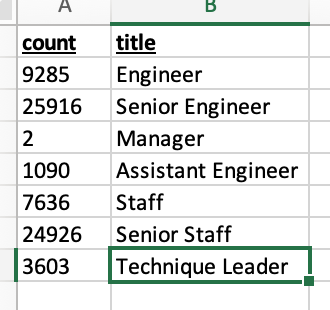 A B
count title
9285 Engineer
25916 Senior Engineer
2 Manager
1090 Assistant Engineer
7636 Staff
24926 Senior Staff
3603 Technique Leader